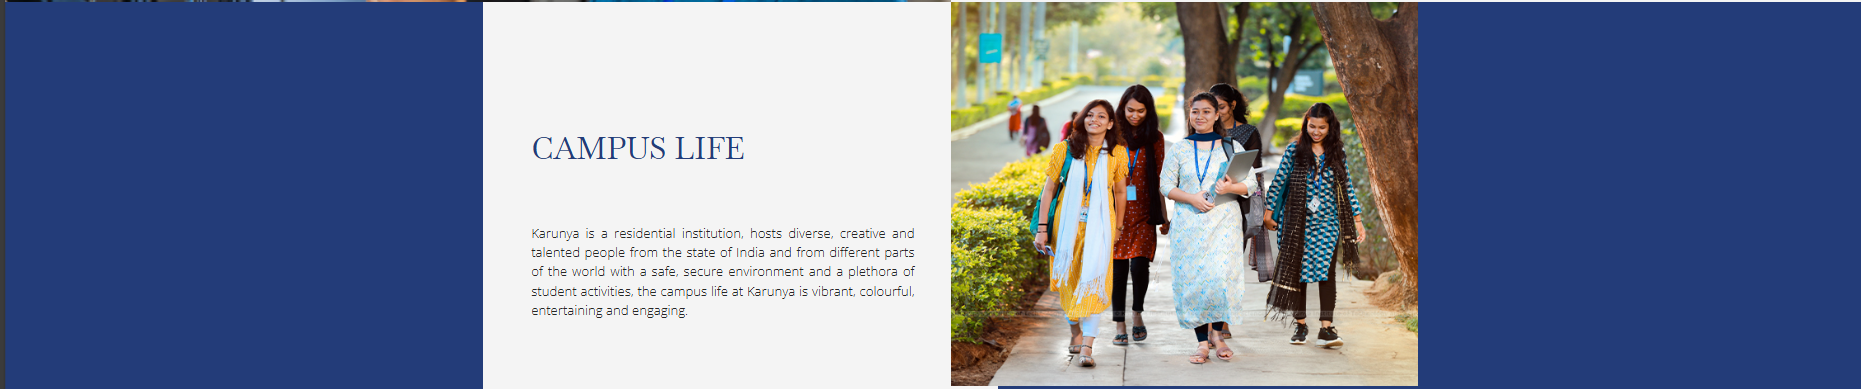 CAMPUS LIFE
Karunya is a residential institution, hosts diverse, creative and
talented people from the state of India and from different parts
of the world with a safe, secure environment and a plethora of
student activities, the campus life at Karunya is vibrant, colourful,
entertaining and engaging.